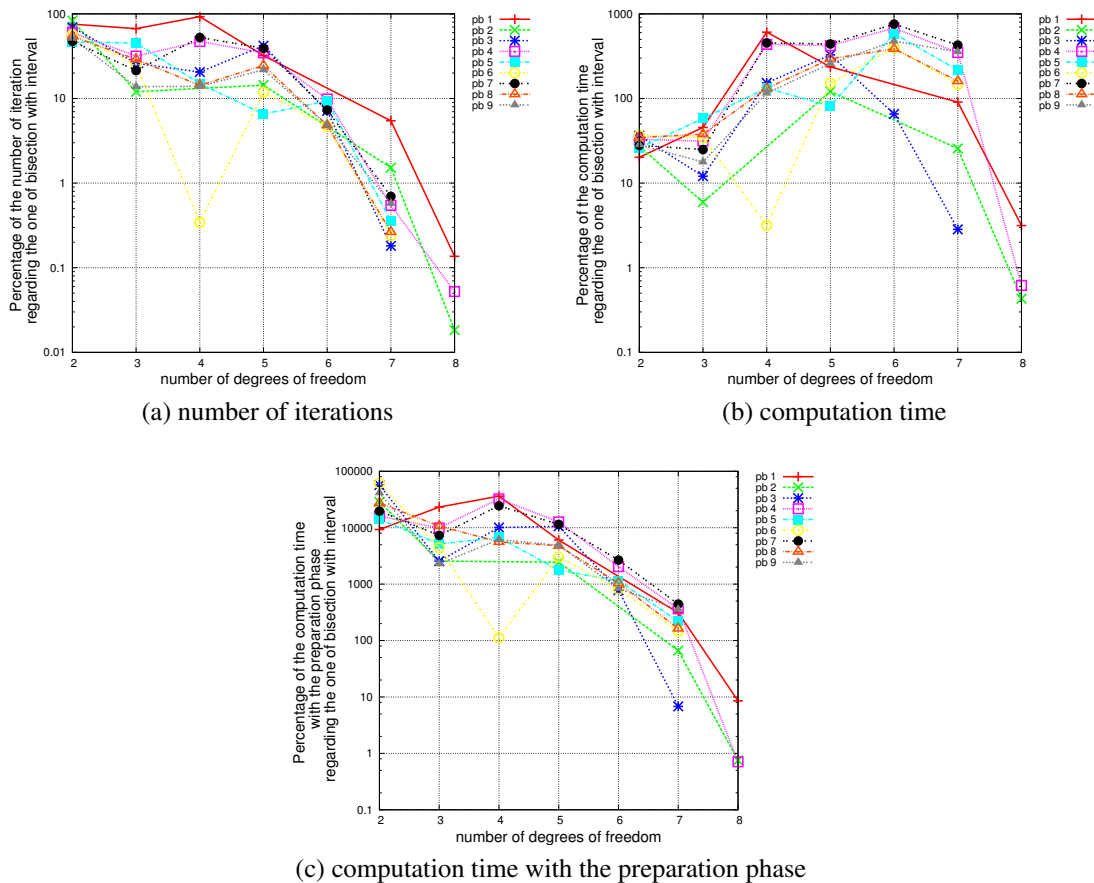 Percentage of the number of iteration
regarding the one of bisection with interval
100
10
1
0.1
0.01
2 3 4 5 6 7 8
number of degrees of freedom
pb 1
pb 2
pb 3
pb 4
pb 5
pb 6
pb 7
pb 8
pb 9
(a) number of iterations
Percentage of the computation time
regarding the one of bisection with interval
1000
100
10
1
0.1
2 3 4 5 6 7 8
number of degrees of freedom
pb 1
pb 2
pb 3
pb 4
pb 5
pb 6
pb 7
pb 8
pb 9
(b) computation time
Percentage of the computation time
with the preparation phase
regarding the one of bisection with interval
100000
10000
1000
100
10
1
0.1
2 3 4 5 6 7 8
number of degrees of freedom
pb 1
pb 2
pb 3
pb 4
pb 5
pb 6
pb 7
pb 8
pb 9
(c) computation time with the preparation phase